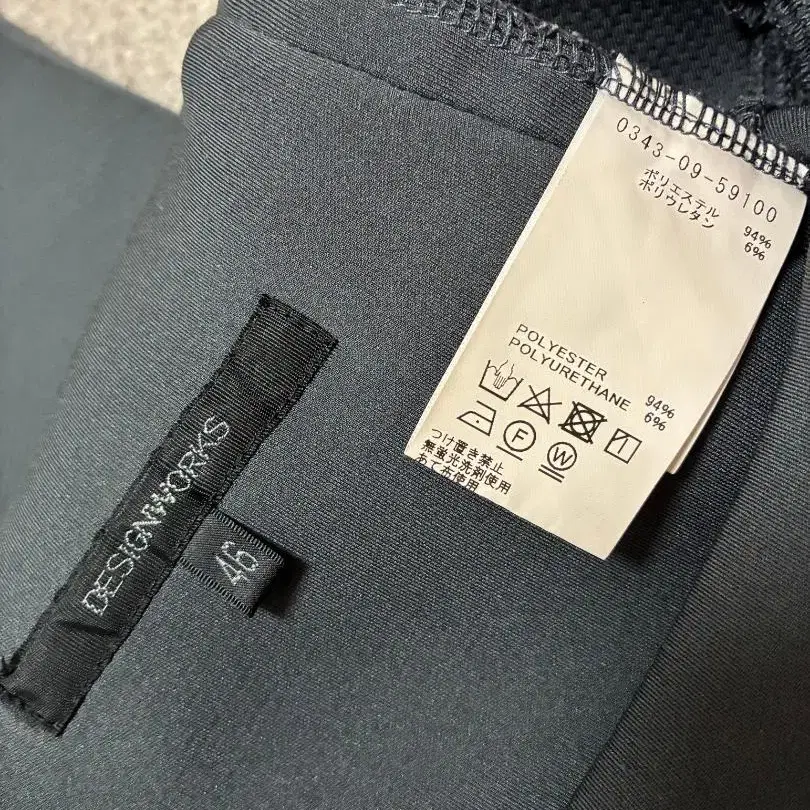 0343-09-59100
ポリエステル 94%
ポリウレタン 6%
POLYESTER 94%
POLYURETHANE 6%
F W
つけ置き禁止
無蛍光洗剤使用
あて布使用
DESIGNWORKS
46